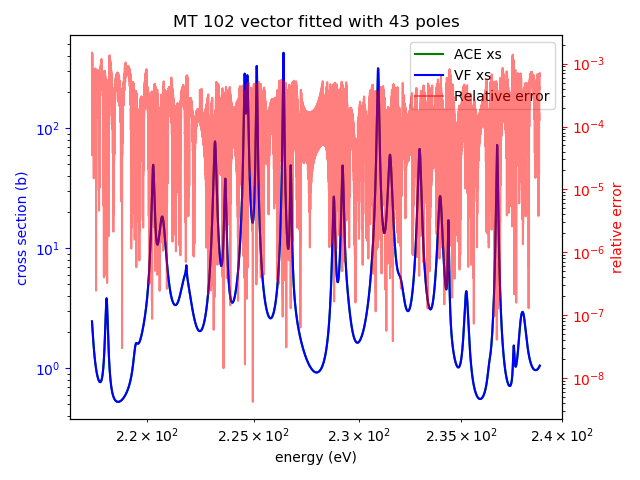 MT 102 vector fitted with 43 poles
ACE xs
VF xs
Relative error
cross section (b)
10²
10¹
10⁰
relative error
10⁻³
10⁻⁴
10⁻⁵
10⁻⁶
10⁻⁷
10⁻⁸
2.2 × 10² 2.25 × 10² 2.3 × 10² 2.35 × 10² 2.4 × 10²
energy (eV)